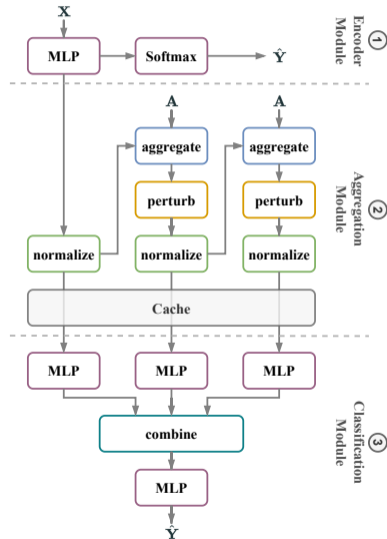 X
MLP
Softmax
Ŷ
Encoder
Module
①
A
A
aggregate
aggregate
perturb
perturb
normalize
normalize
normalize
Aggregation
Module
②
Cache
MLP
MLP
MLP
combine
MLP
Ŷ
Classification
Module
③